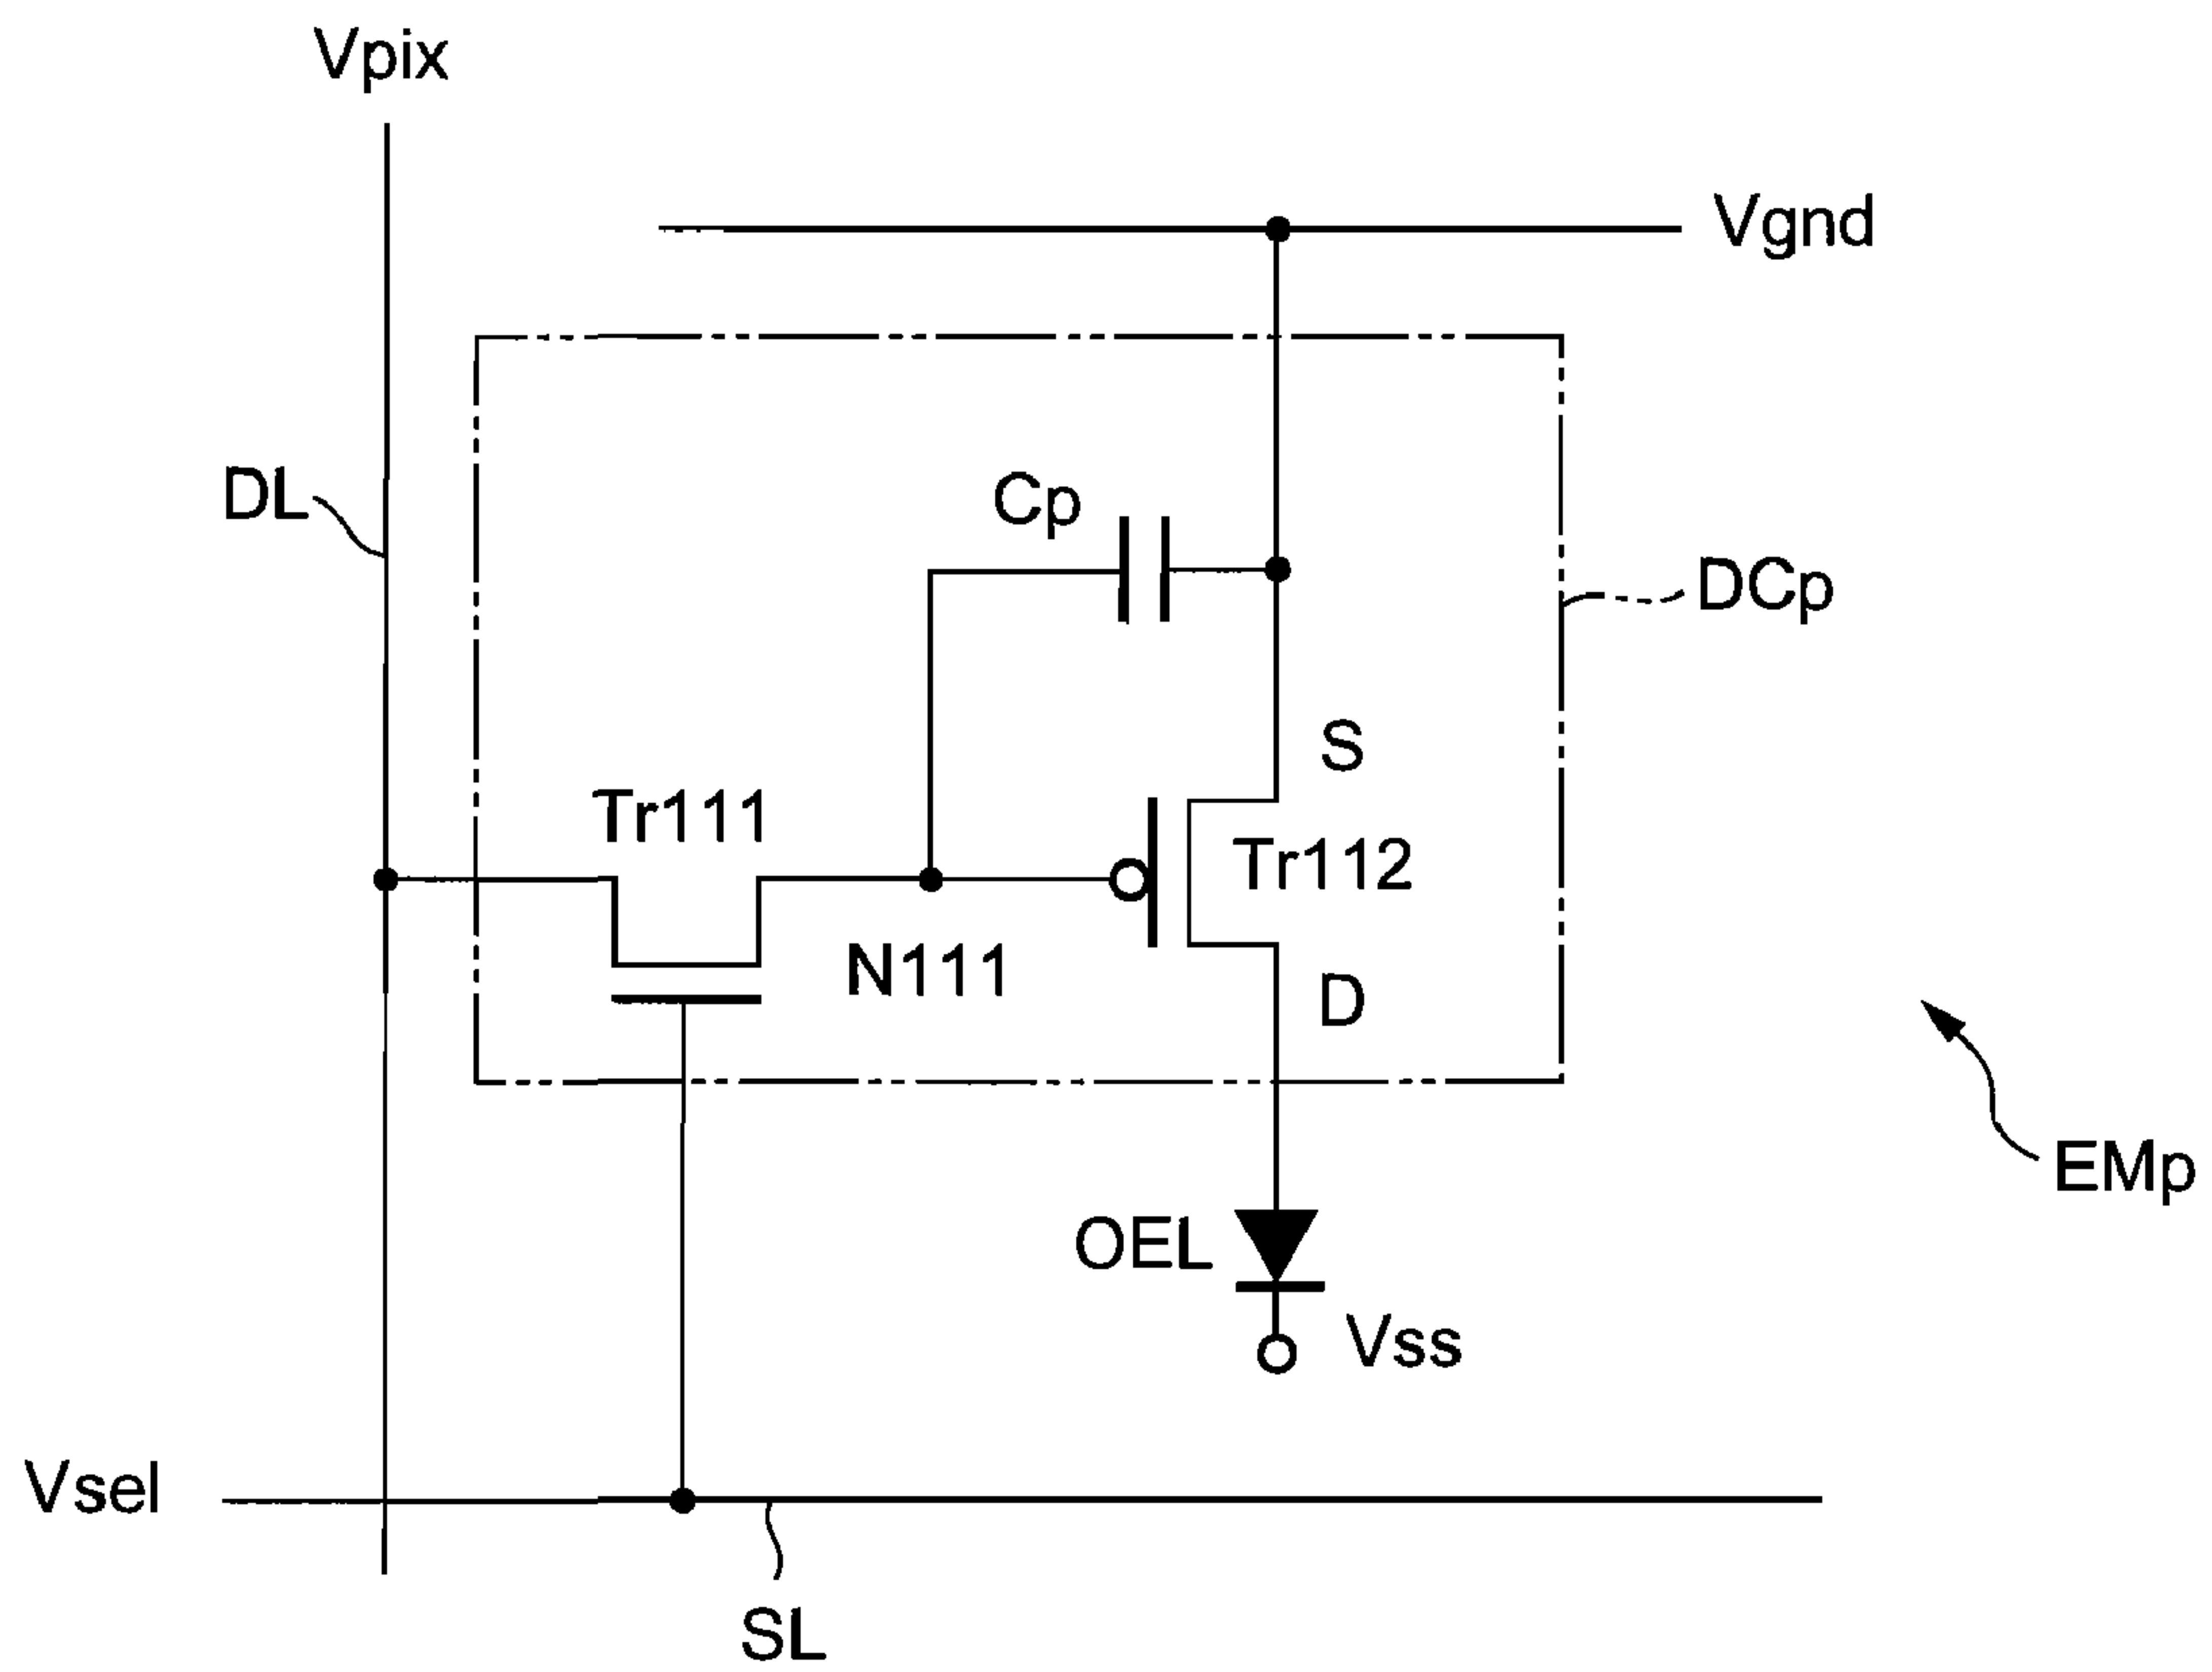 Vpix
Vgnd
DL
Cp
DCp
S
Tr111
Tr112
N111
D
EMp
OEL
Vss
Vsel
SL